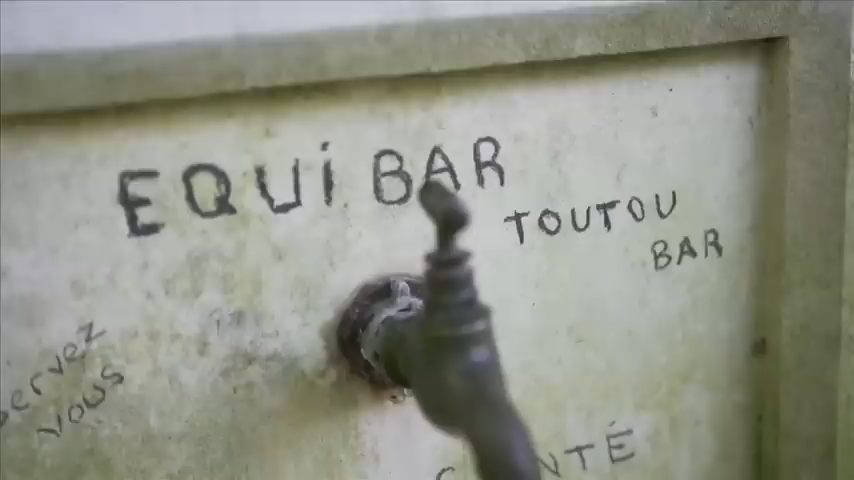 EQUi BAR
TOUTOU
BAR
servez
vous